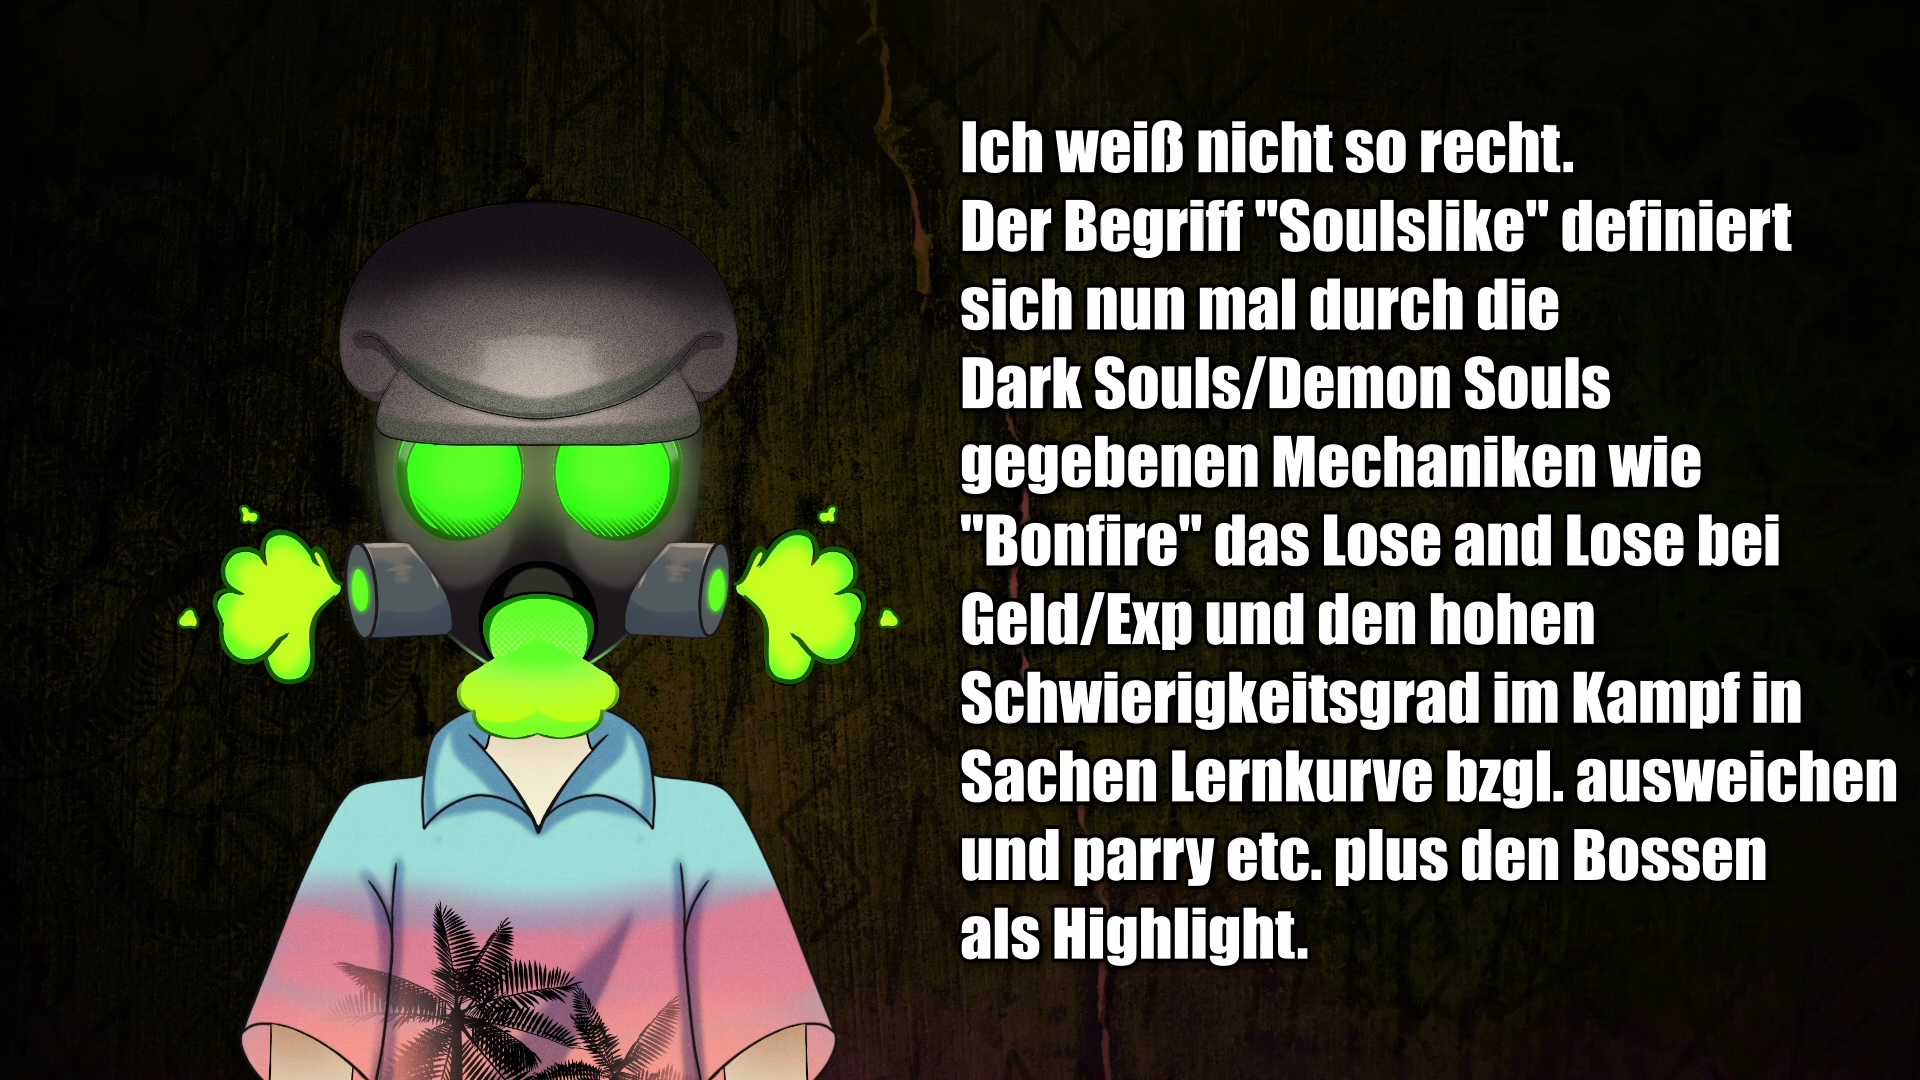 Ich weiß nicht so recht.
Der Begriff "Soulslike" definiert
sich nun mal durch die
Dark Souls/Demon Souls
gegebenen Mechaniken wie
"Bonfire" das Lose and Lose bei
Geld/Exp und den hohen
Schwierigkeitsgrad im Kampf in
Sachen Lernkurve bzgl. ausweichen
und parry etc. plus den Bossen
als Highlight.